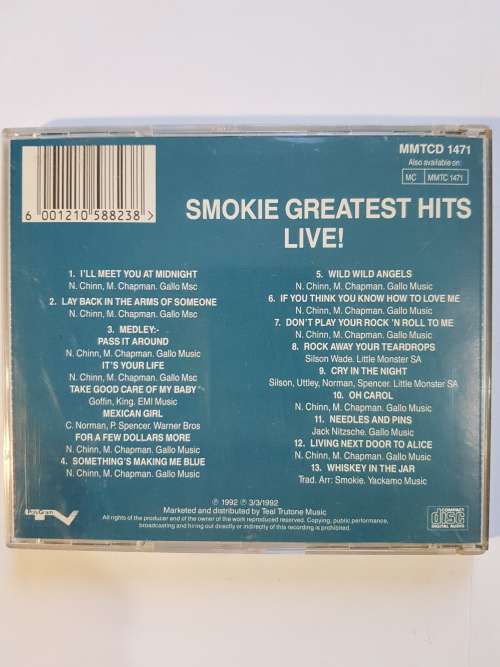 MMTCD 1471
Also available on:
MC MMTC 1471
6 001210 588238 >
SMOKIE GREATEST HITS
LIVE!
1. I'LL MEET YOU AT MIDNIGHT
N. Chinn, M. Chapman. Gallo Msc
2. LAY BACK IN THE ARMS OF SOMEONE
N. Chinn, M. Chapman. Gallo Msc
3. MEDLEY:-
PASS IT AROUND
N. Chinn, M. Chapman. Gallo Music
IT'S YOUR LIFE
N. Chinn, M. Chapman. Gallo Msc
TAKE GOOD CARE OF MY BABY
Goffin, King. EMI Music
MEXICAN GIRL
C. Norman, P. Spencer. Warner Bros
FOR A FEW DOLLARS MORE
N. Chinn, M. Chapman. Gallo Music
4. SOMETHING'S MAKING ME BLUE
N. Chinn, M. Chapman. Gallo Music
5. WILD WILD ANGELS
N. Chinn, M. Chapman. Gallo Music
6. IF YOU THINK YOU KNOW HOW TO LOVE ME
N. Chinn, M. Chapman. Gallo Music
7. DON'T PLAY YOUR ROCK 'N ROLL TO ME
N. Chinn, M. Chapman. Gallo Music
8. ROCK AWAY YOUR TEARDROPS
Silson Wade. Little Monster SA
9. CRY IN THE NIGHT
Silson, Uttley, Norman, Spencer. Little Monster SA
10. OH CAROL
N. Chinn, M. Chapman. Gallo Music
11. NEEDLES AND PINS
Jack Nitzsche. Gallo Music
12. LIVING NEXT DOOR TO ALICE
N. Chinn, M. Chapman. Gallo Music
13. WHISKEY IN THE JAR
Trad. Arr: Smokie. Yackamo Music
℗ 1992 ℗ 3/3/1992
Marketed and distributed by Teal Trutone Music
All rights of the producer and of the owner of the work reproduced reserved. Copying, public performance,
broadcasting and hiring out directly or indirectly of this recording is prohibited.
PolyGram
TV
COMPACT
disc
DIGITAL AUDIO